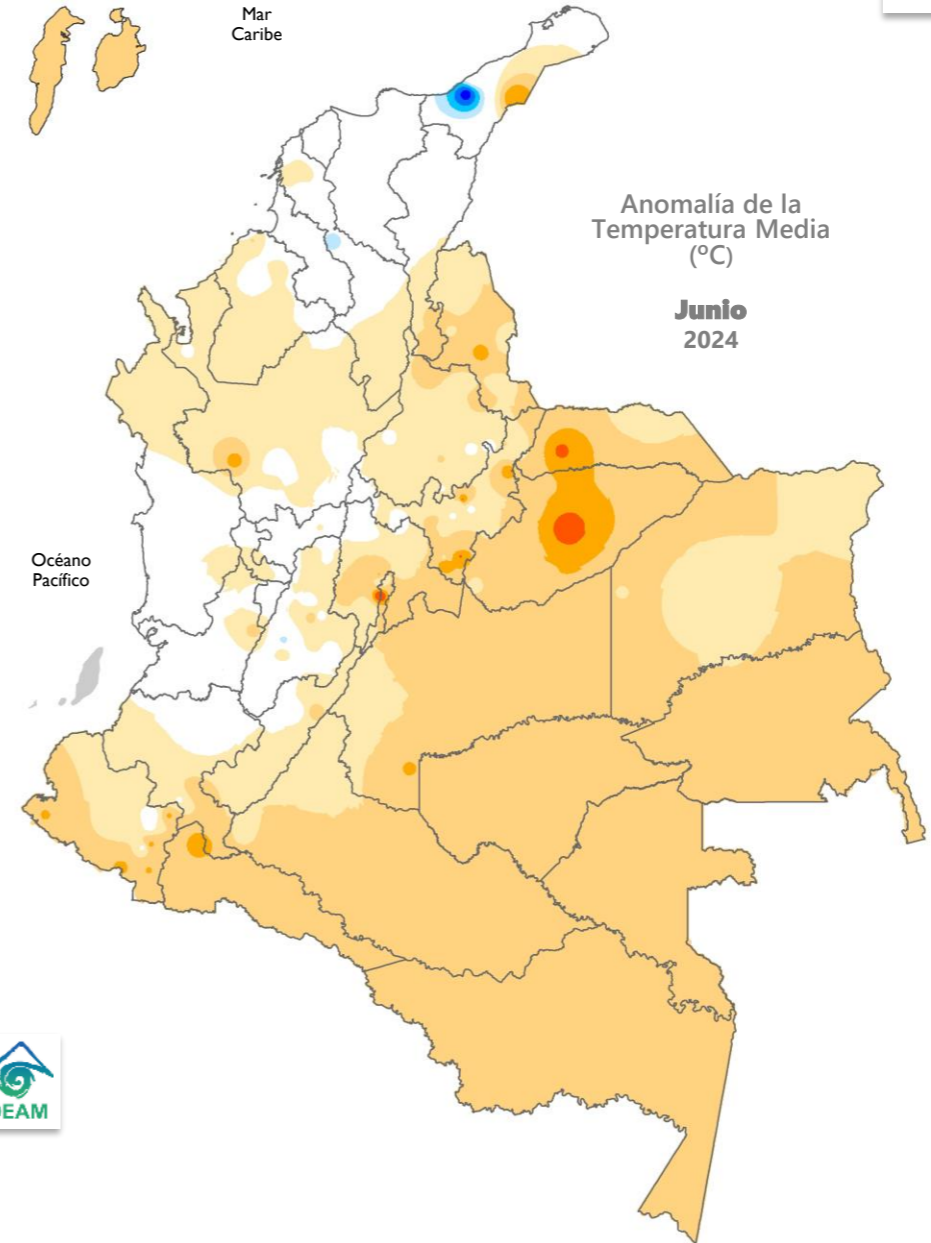 Mar
Caribe
Anomalía de la
Temperatura Media
(ºC)
Junio
2024
Océano
Pacífico
DEAM